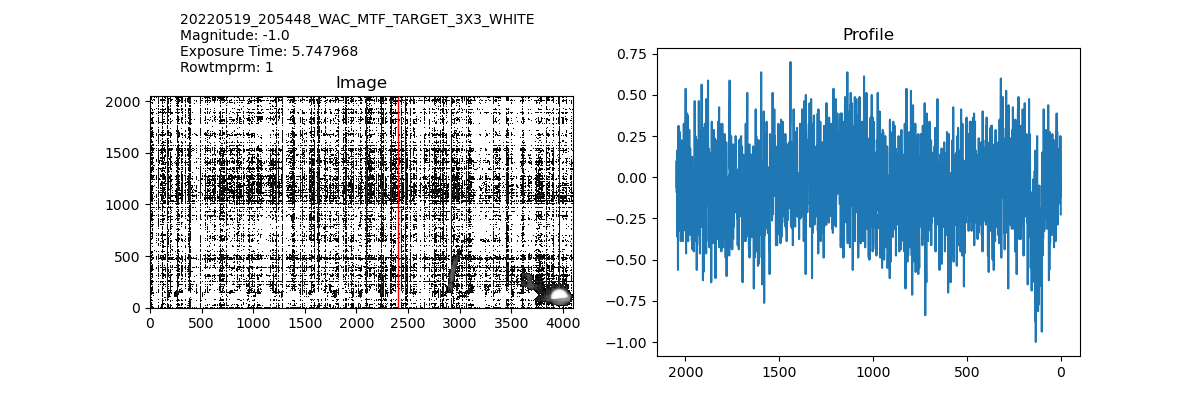 20220519_205448_WAC_MTF_TARGET_3X3_WHITE
Magnitude: -1.0
Exposure Time: 5.747968
Rowtmprm: 1
Image
2000
1500
1000
500
0
0 500 1000 1500 2000 2500 3000 3500 4000
Profile
0.75
0.50
0.25
0.00
−0.25
−0.50
−0.75
−1.00
2000 1500 1000 500 0